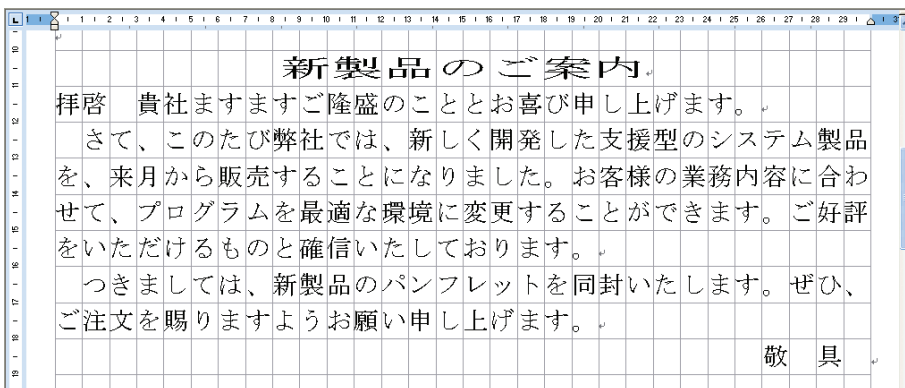 新製品のご案内
拝啓　貴社ますますご隆盛のこととお喜び申し上げます。
　さて、このたび弊社では、新しく開発した支援型のシステム製品
を、来月から販売することになりました。お客様の業務内容に合わ
せて、プログラムを最適な環境に変更することができます。ご好評
をいただけるものと確信いたしております。
　つきましては、新製品のパンフレットを同封いたします。ぜひ、
ご注文を賜りますようお願い申し上げます。
敬　具